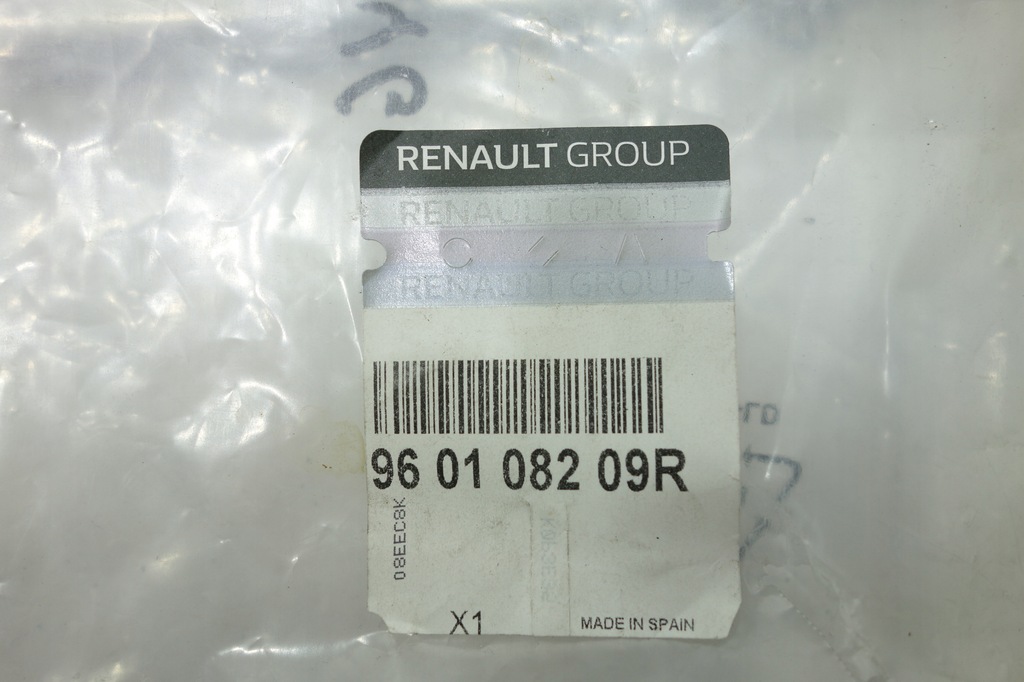 RENAULT GROUP
RENAULT GROUP
RENAULT GROUP
96 01 082 09R
08EEC8K
X1
MADE IN SPAIN